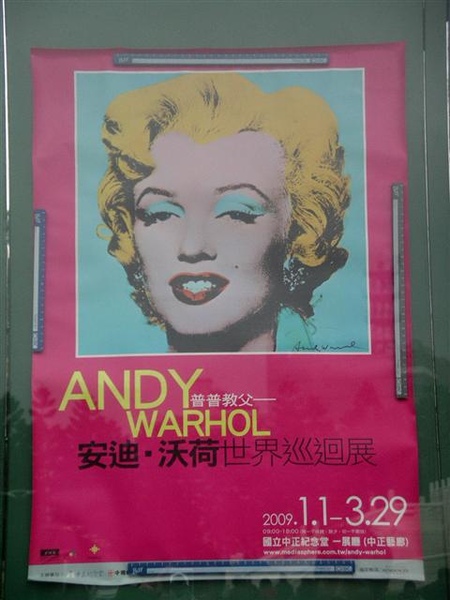 Andy Warhol
ANDY
普普教父—
WARHOL
安迪·沃荷世界巡迴展
2009. 1.1–3.29
國立中正紀念堂 一展廳 (中正藝廊)
www.mediasphere.com.tw/andy-warhol